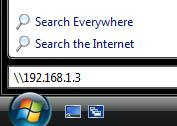 Search Everywhere
Search the Internet
\\192.168.1.3